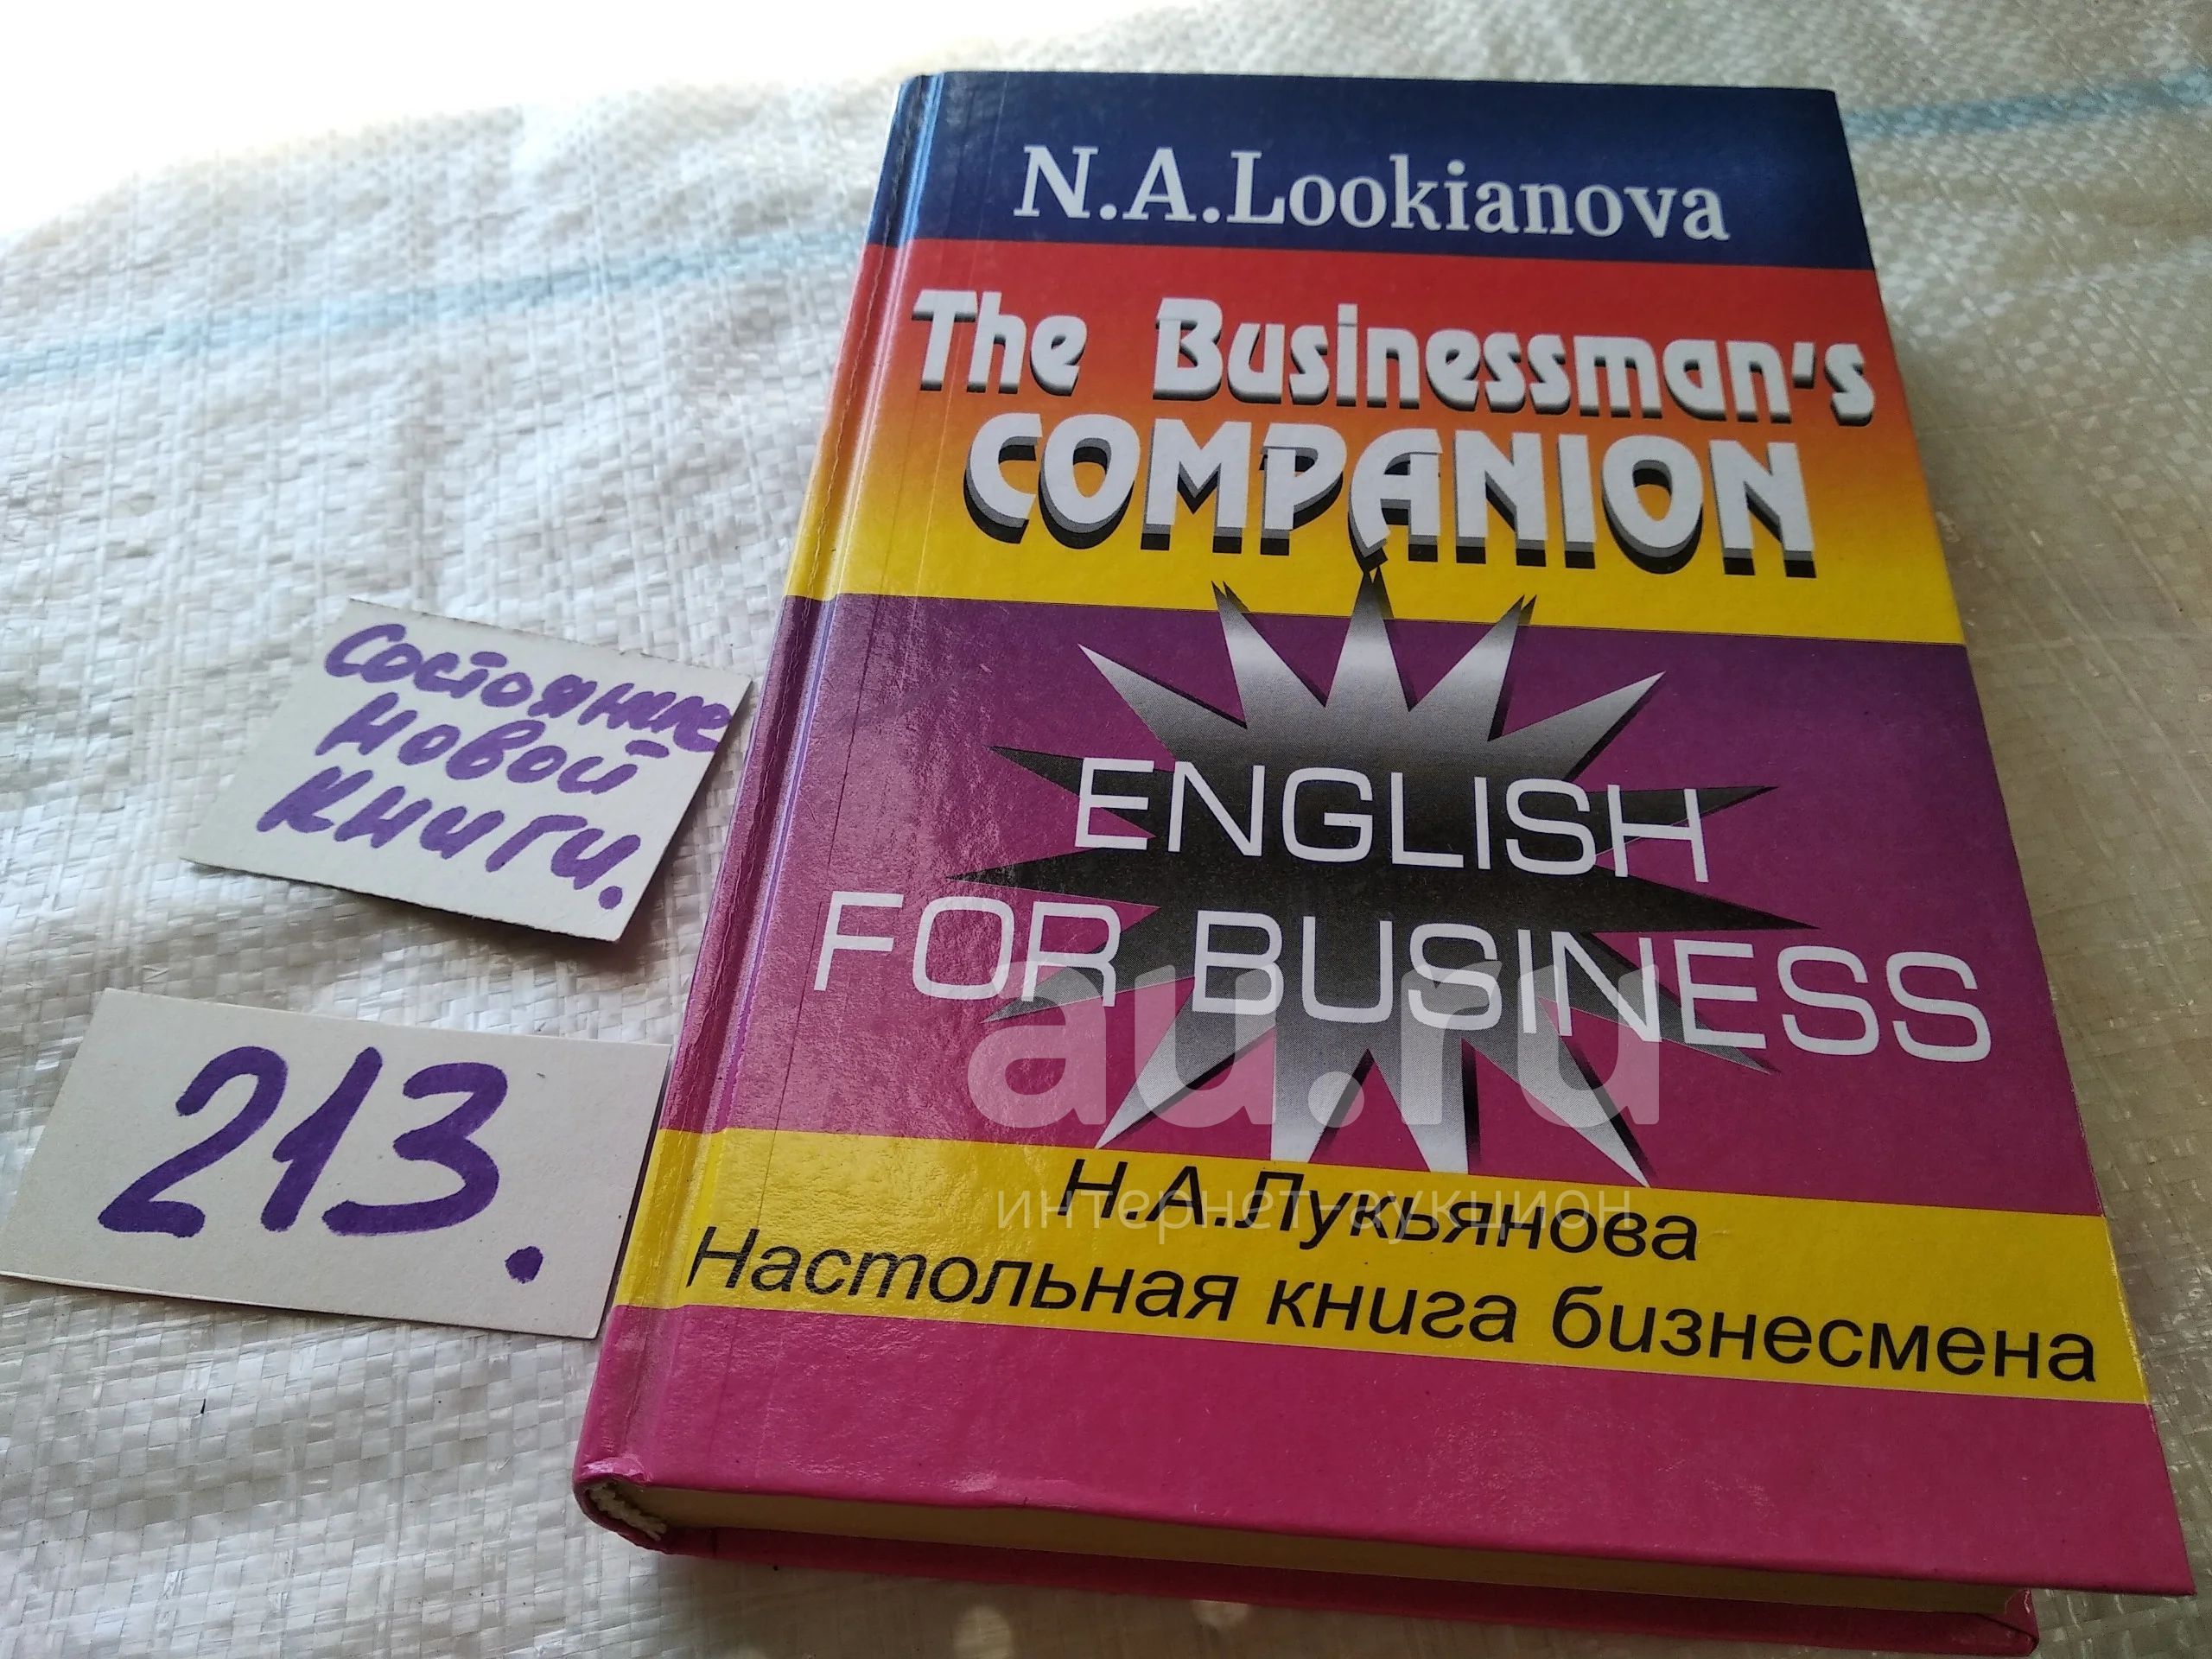 N.A.Lookianova
The Businessman's
COMPANION
ENGLISH
FOR BUSINESS
Н.А.Лукьянова
Настольная книга бизнесмена
Состояние
новой
книги.
213.
au.ru
интернет-аукцион